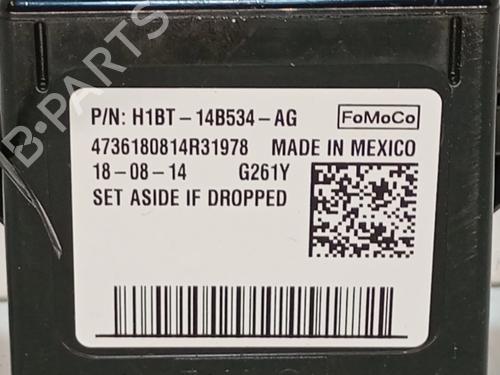 P/N: H1BT-14B534-AG FoMoCo
4736180814R31978 MADE IN MEXICO
18-08-14 G261Y
SET ASIDE IF DROPPED
B-PARTS